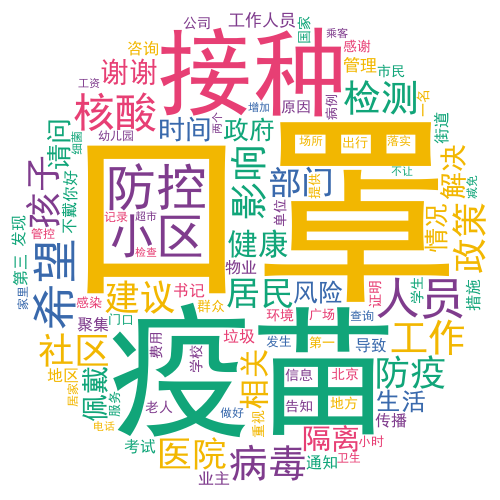 公司
工作人员
国家
乘客
咨询
接种
感谢
谢谢
管理
市民
工资
核酸
检测
增加
原因
病例
一名
细菌
请问
幼儿园
时间
两个
政府
街道
口罩
场所
出行
落实
影响
不让
孩子
防控
部门
提供
解决
减免
不戴
你好
记录
超市
单位
小区
健康
情况
政策
发现
第三
哪些
检查
希望
物业
家里
建议
书记
居民
风险
证明
学生
措施
人员
感染
群众
环境
广场
查询
聚集
门口
疫苗
垃圾
发生
第一
导致
工作
社区
费用
佩戴
地区
学校
相关
信息
北京
防疫
居家
服务
老人
告知
地方
生活
电话
做好
重视
传播
考试
医院
隔离
小时
病毒
通知
卫生
业主